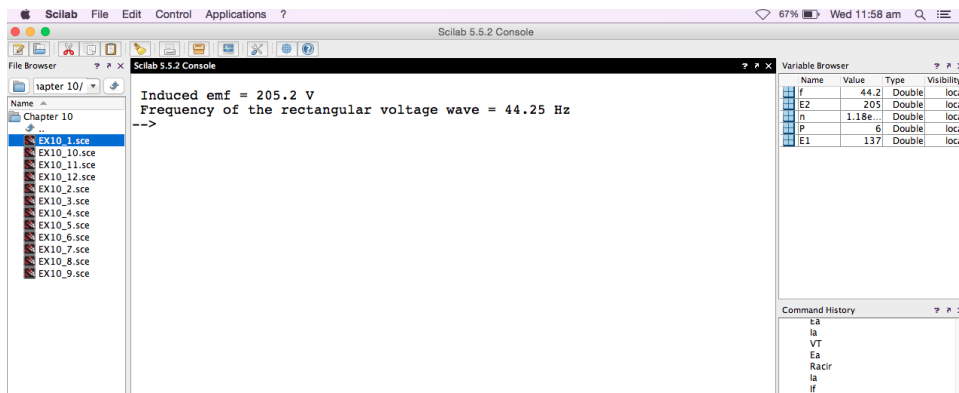 Scilab File Edit Control Applications ? 67% Wed 11:58 am
Scilab 5.5.2 Console
File Browser ? ↗ X
Scilab 5.5.2 Console ? ↗ X
Variable Browser ? ↗
hapter 10/
Name
Chapter 10
..
EX10_1.sce
EX10_10.sce
EX10_11.sce
EX10_12.sce
EX10_2.sce
EX10_3.sce
EX10_4.sce
EX10_5.sce
EX10_6.sce
EX10_7.sce
EX10_8.sce
EX10_9.sce
Induced emf = 205.2 V
Frequency of the rectangular voltage wave = 44.25 Hz
-->
Name Value Type Visibility
f 44.2 Double loca
E2 205 Double loca
n 1.18e... Double loca
P 6 Double loca
E1 137 Double loca
Command History ? ↗
Ea
Ia
VT
Ea
Racir
Ia
If